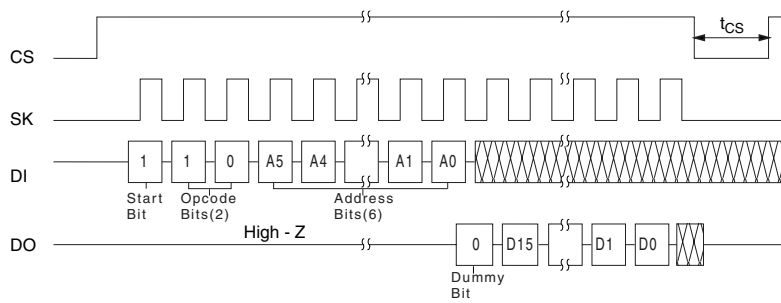 CS
tCS
SK
DI
1 1 0 A5 A4 A1 A0
Start Bit
Opcode Bits(2)
Address Bits(6)
High - Z
DO
0 D15 D1 D0
Dummy Bit